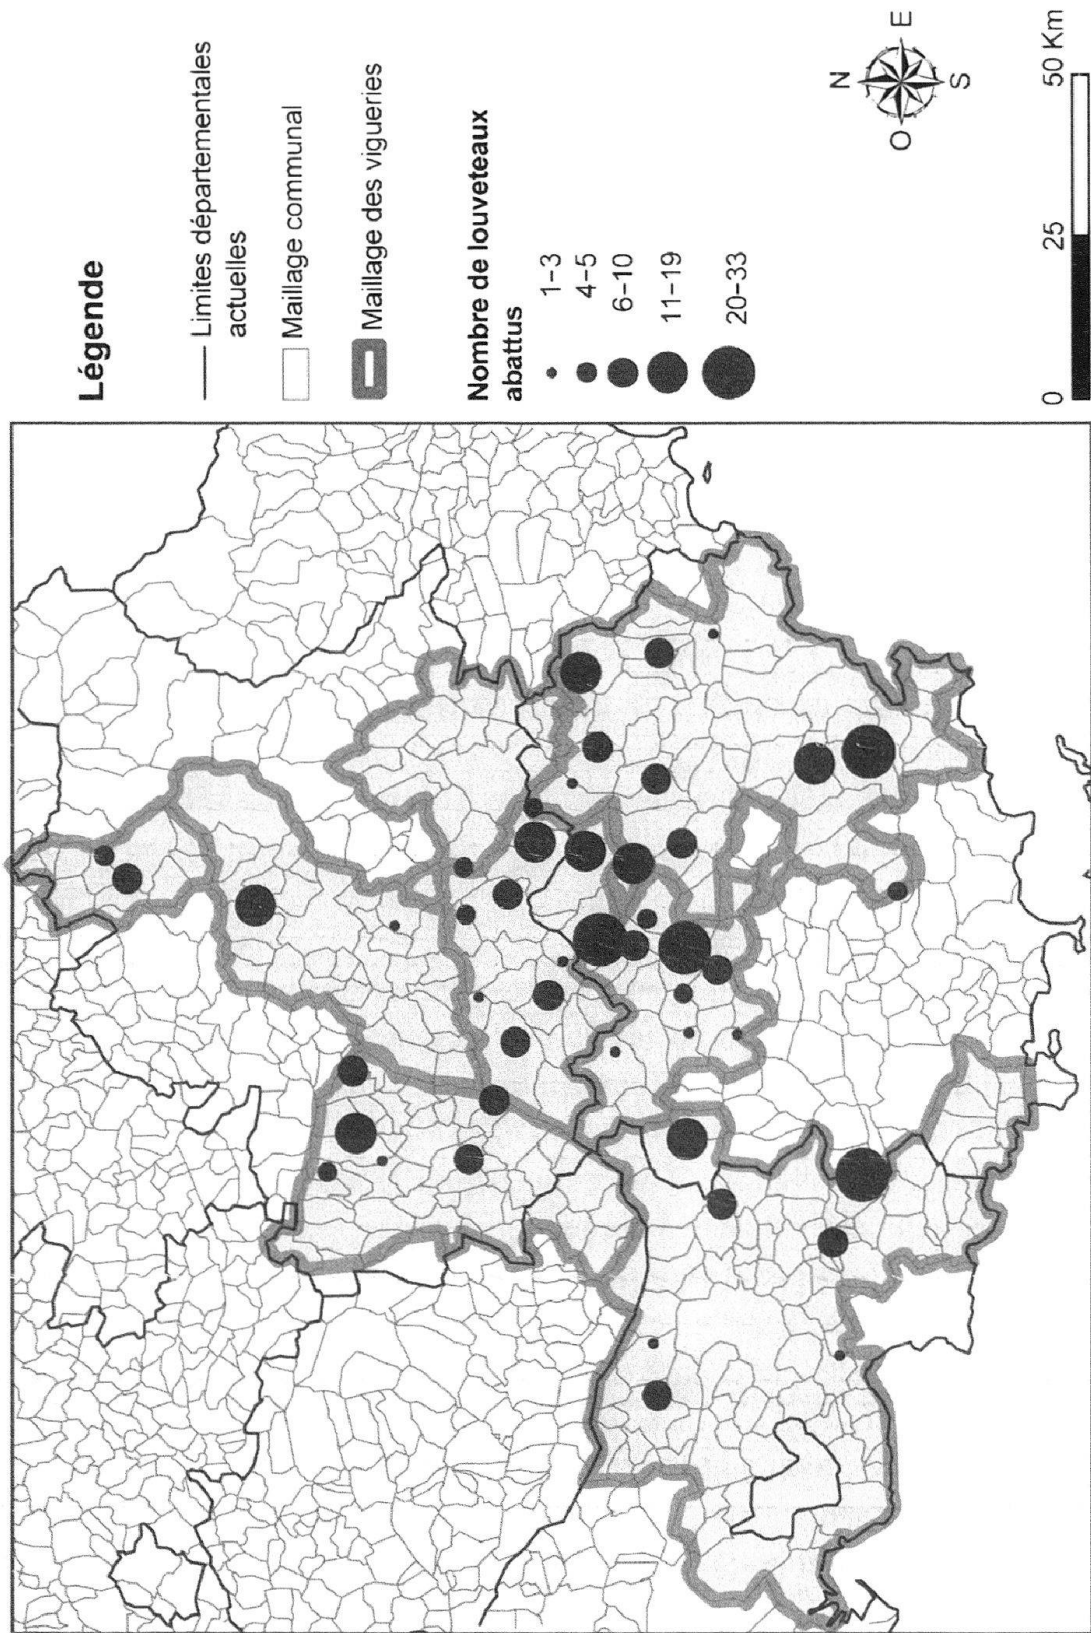 Légende
Limites départementales
actuelles
Maillage communal
Maillage des vigueries
Nombre de louveteaux
abattus
1-3
4-5
6-10
11-19
20-33
N
O
E
S
0
25
50 Km